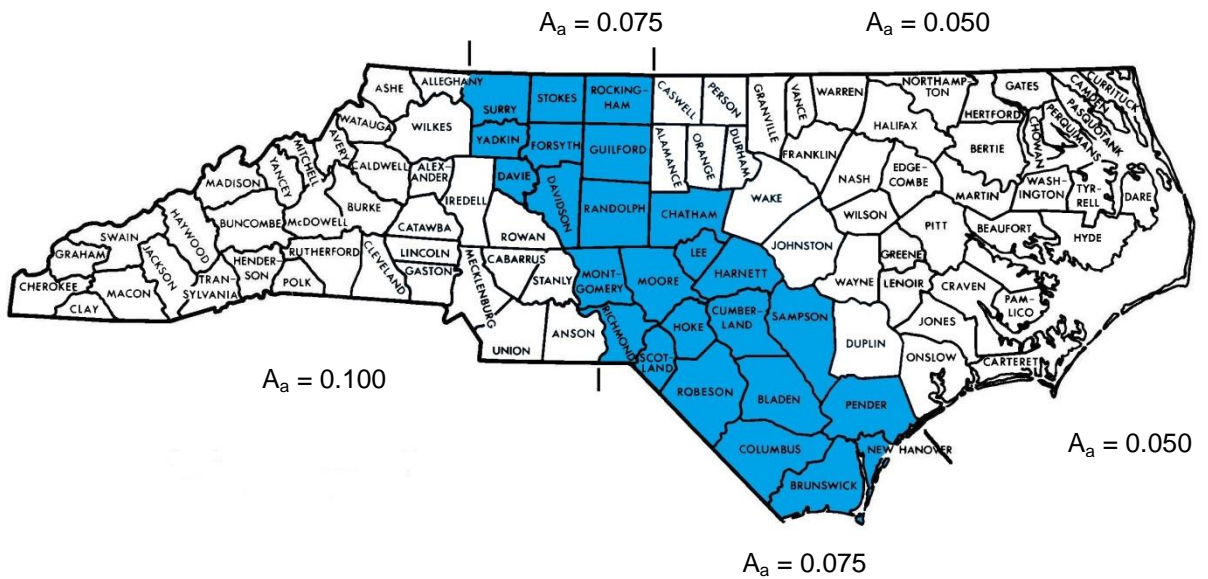 Aₐ = 0.075
Aₐ = 0.050
ASHE
ALLEGHANY
SURRY
STOKES
ROCKING-
HAM
CASWELL
PERSON
GRANVILLE
VANCE
WARREN
NORTHAMP-
TON
GATES
CURRITUCK
CAMDEN
PASQUOTANK
PERQUIMANS
CHOWAN
HERTFORD
HALIFAX
BERTIE
WATAUGA
WILKES
YADKIN
FORSYTH
GUILFORD
ALAMANCE
ORANGE
DURHAM
FRANKLIN
NASH
EDGE-
COMBE
MARTIN
WASH-
INGTON
TYR-
RELL
DARE
MITCHELL
AVERY
YANCEY
MADISON
CALDWELL
ALEX-
ANDER
DAVIE
IREDELL
DAVIDSON
RANDOLPH
CHATHAM
WAKE
WILSON
PITT
BEAUFORT
HYDE
HAYWOOD
BUNCOMBE
McDOWELL
BURKE
CATAWBA
ROWAN
SWAIN
GRAHAM
JACKSON
HENDER-
SON
RUTHERFORD
CLEVELAND
LINCOLN
GASTON
MECKLENBURG
CABARRUS
STANLY
MONT-
GOMERY
MOORE
LEE
HARNETT
JOHNSTON
WAYNE
GREENE
LENOIR
CRAVEN
PAM-
LICO
CHEROKEE
CLAY
MACON
TRAN-
SYLVANIA
POLK
UNION
ANSON
RICHMOND
SCOT-
LAND
HOKE
CUMBER-
LAND
SAMPSON
DUPLIN
JONES
ONSLOW
CARTERET
Aₐ = 0.100
ROBESON
BLADEN
PENDER
COLUMBUS
NEW HANOVER
BRUNSWICK
Aₐ = 0.050
Aₐ = 0.075